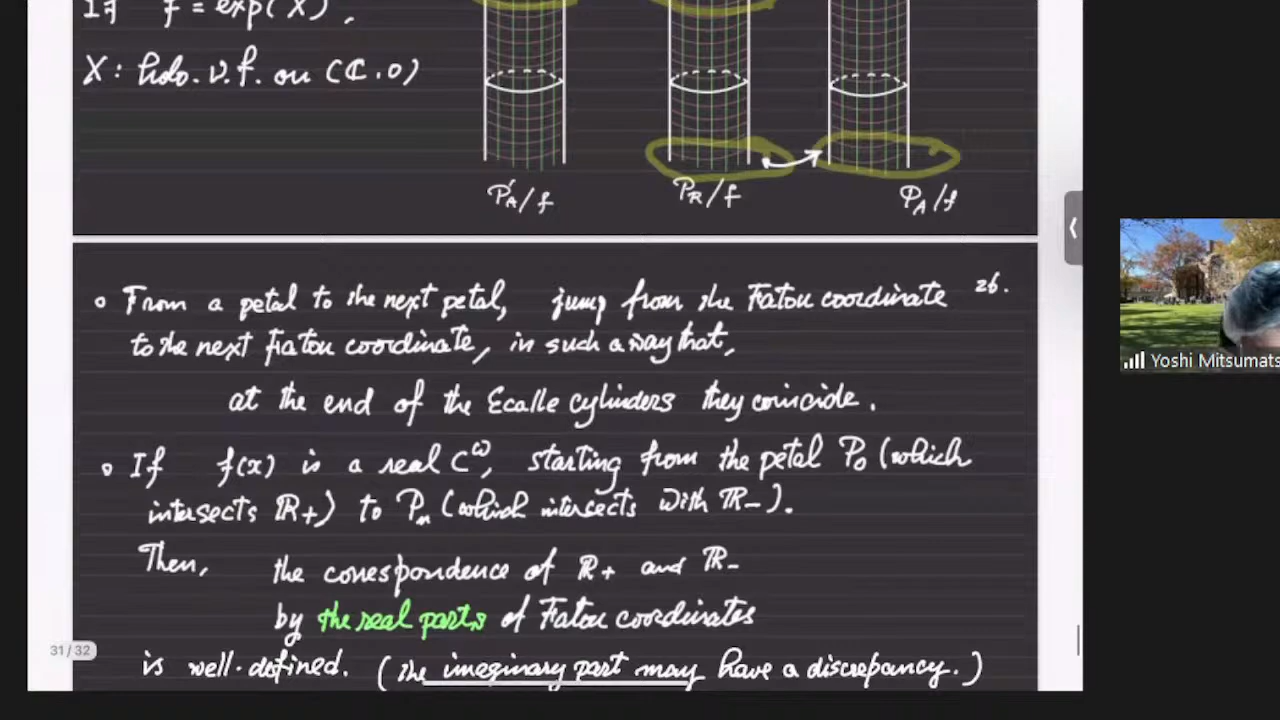 If f = exp(X),
X : holo. v.f. on (ℂ, 0)
P'_A/f
P_R/f
P_A/f
26.
∘ From a petal to the next petal, jump from the Fatou coordinate
to the next Fatou coordinate, in such a way that,
at the end of the Ecalle cylinders they coincide.
∘ If f(x) is a real C^ω, starting from the petal P_0 (which
intersects ℝ+) to P_n (which intersects with ℝ-).
Then, the correspondence of ℝ+ and ℝ-
by the real parts of Fatou coordinates
is well-defined. (the imaginary part may have a discrepancy.)
31 / 32
Yoshi Mitsumats